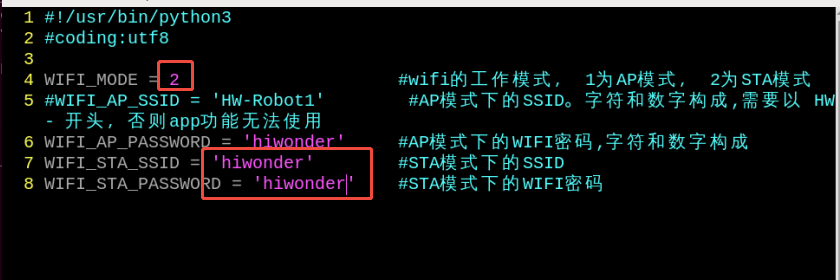 1 #!/usr/bin/python3
2 #coding:utf8
3
4 WIFI_MODE = 2 #wifi的工作模式, 1为AP模式, 2为STA模式
5 #WIFI_AP_SSID = 'HW-Robot1' #AP模式下的SSID。字符和数字构成,需要以 HW
- 开头, 否则app功能无法使用
6 WIFI_AP_PASSWORD = 'hiwonder' #AP模式下的WIFI密码,字符和数字构成
7 WIFI_STA_SSID = 'hiwonder' #STA模式下的SSID
8 WIFI_STA_PASSWORD = 'hiwonder' #STA模式下的WIFI密码